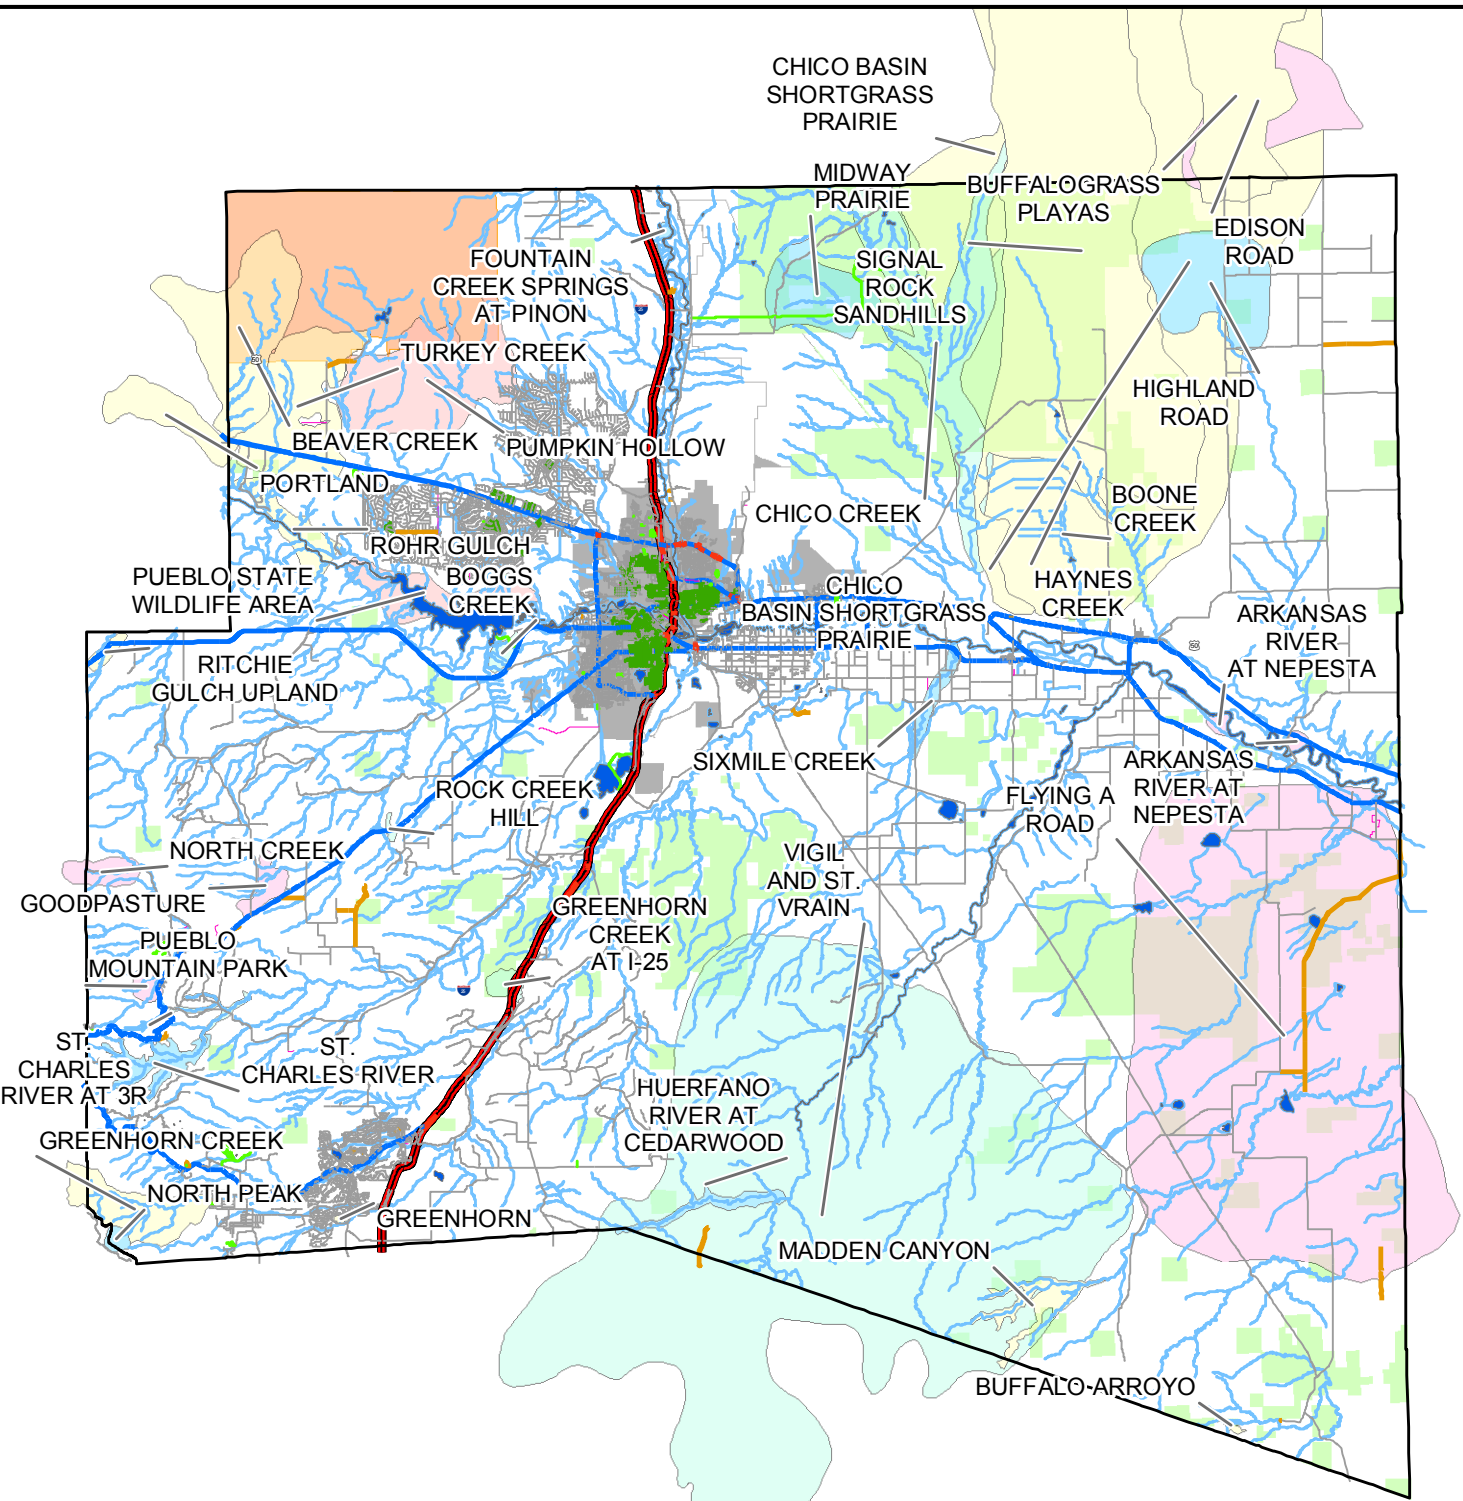 CHICO BASIN
SHORTGRASS
PRAIRIE
MIDWAY
PRAIRIE
BUFFALOGRASS
PLAYAS
EDISON
ROAD
FOUNTAIN
CREEK SPRINGS
AT PINON
SIGNAL
ROCK
SANDHILLS
TURKEY CREEK
50
HIGHLAND
ROAD
BEAVER CREEK
PUMPKIN HOLLOW
PORTLAND
BOONE
CREEK
CHICO CREEK
ROHR GULCH
PUEBLO STATE
WILDLIFE AREA
BOGGS
CREEK
HAYNES
CREEK
CHICO
BASIN SHORTGRASS
PRAIRIE
ARKANSAS
RIVER
AT NEPESTA
50
RITCHIE
GULCH UPLAND
SIXMILE CREEK
ARKANSAS
RIVER AT
NEPESTA
ROCK CREEK
HILL
FLYING A
ROAD
NORTH CREEK
VIGIL
AND ST.
VRAIN
GOODPASTURE
GREENHORN
CREEK
AT I-25
PUEBLO
MOUNTAIN PARK
ST.
CHARLES
RIVER AT 3R
ST.
CHARLES RIVER
HUERFANO
RIVER AT
CEDARWOOD
GREENHORN CREEK
NORTH PEAK
GREENHORN
MADDEN CANYON
BUFFALO ARROYO